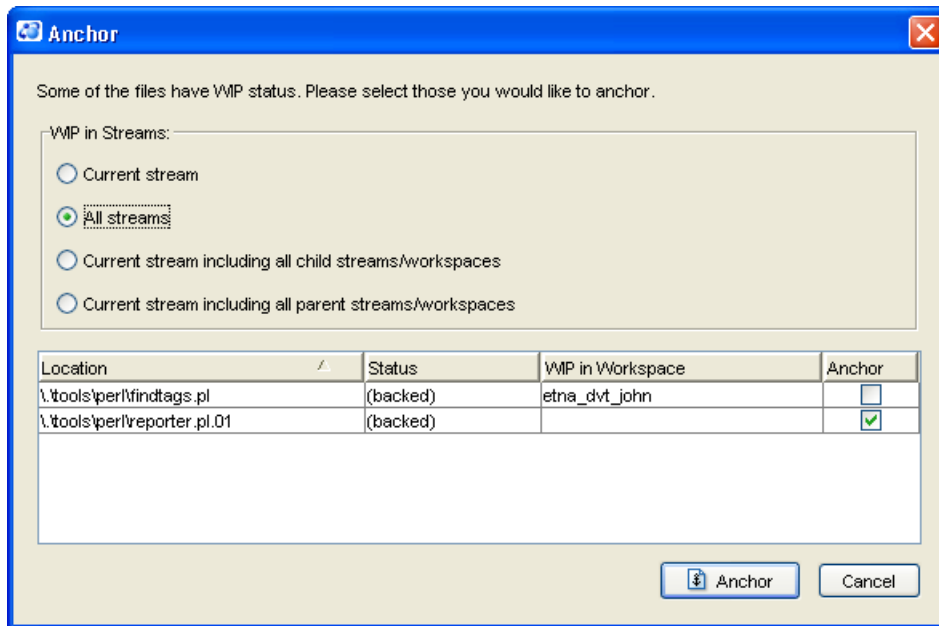 Anchor
Some of the files have WIP status. Please select those you would like to anchor.
WIP in Streams:
Current stream
All streams
Current stream including all child streams/workspaces
Current stream including all parent streams/workspaces
Location Status WIP in Workspace Anchor
\.\tools\perl\findtags.pl (backed) etna_dvt_john
\.\tools\perl\reporter.pl.01 (backed)
Anchor Cancel